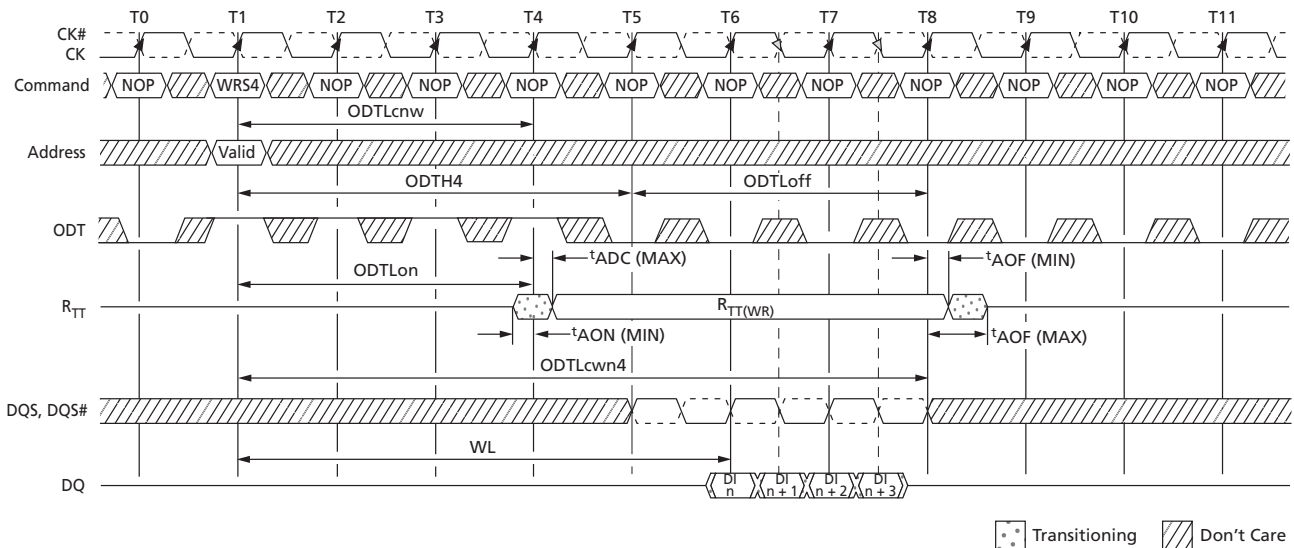 T0 T1 T2 T3 T4 T5 T6 T7 T8 T9 T10 T11
CK#
CK
Command NOP WRS4 NOP NOP NOP NOP NOP NOP NOP NOP NOP NOP
ODTLcnw
Address Valid
ODTH4 ODTLoff
ODT
tADC (MAX) tAOF (MIN)
ODTLon
RTT RTT(WR)
tAON (MIN) tAOF (MAX)
ODTLcwn4
DQS, DQS#
WL
DQ DI n DI n + 1 DI n + 2 DI n + 3
Transitioning Don't Care